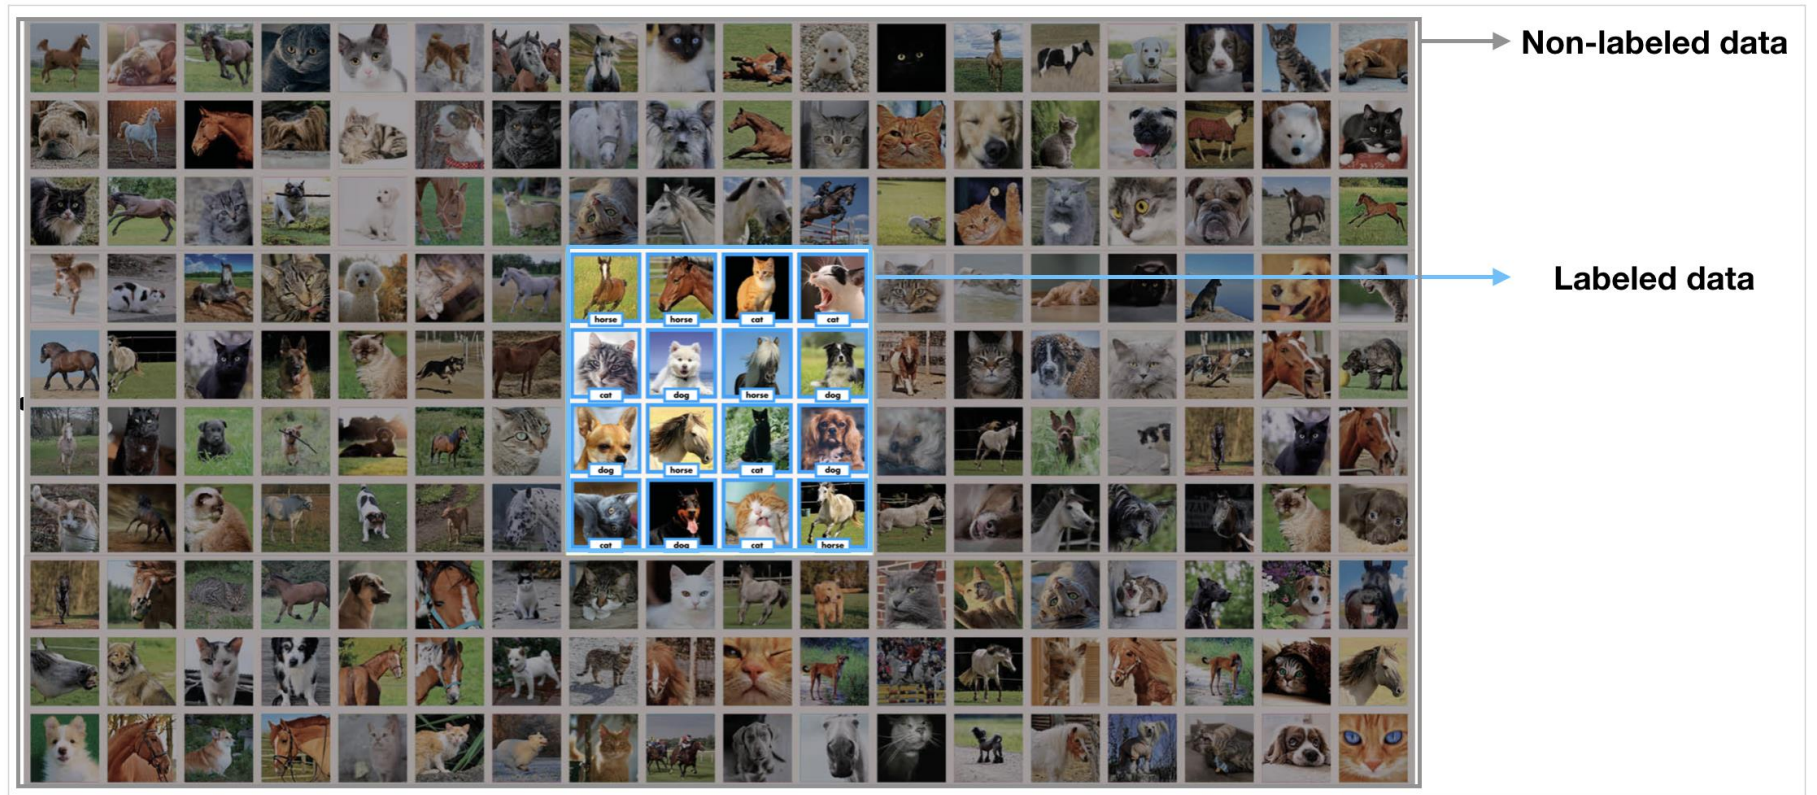 Non-labeled data
Labeled data
horse
horse
cat
cat
cat
dog
horse
dog
dog
horse
cat
dog
cat
dog
cat
horse